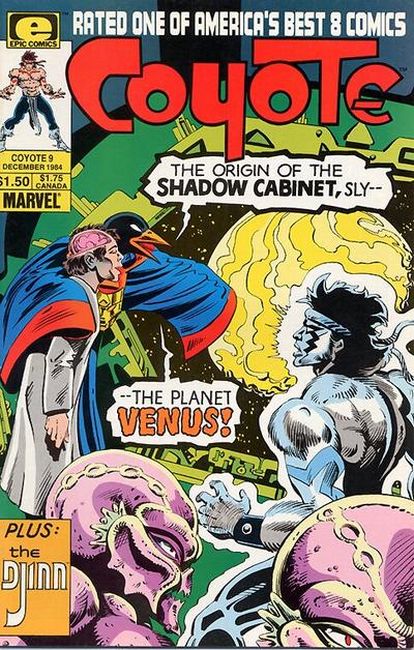 RATED ONE OF AMERICA'S BEST 8 COMICS
e
EPIC COMICS
COYOTE
COYOTE 9
DECEMBER 1984
$1.50
$1.75
CANADA
MARVEL
THE ORIGIN OF THE
SHADOW CABINET, SLY--
--THE PLANET
VENUS!
PLUS:
the
DJINN